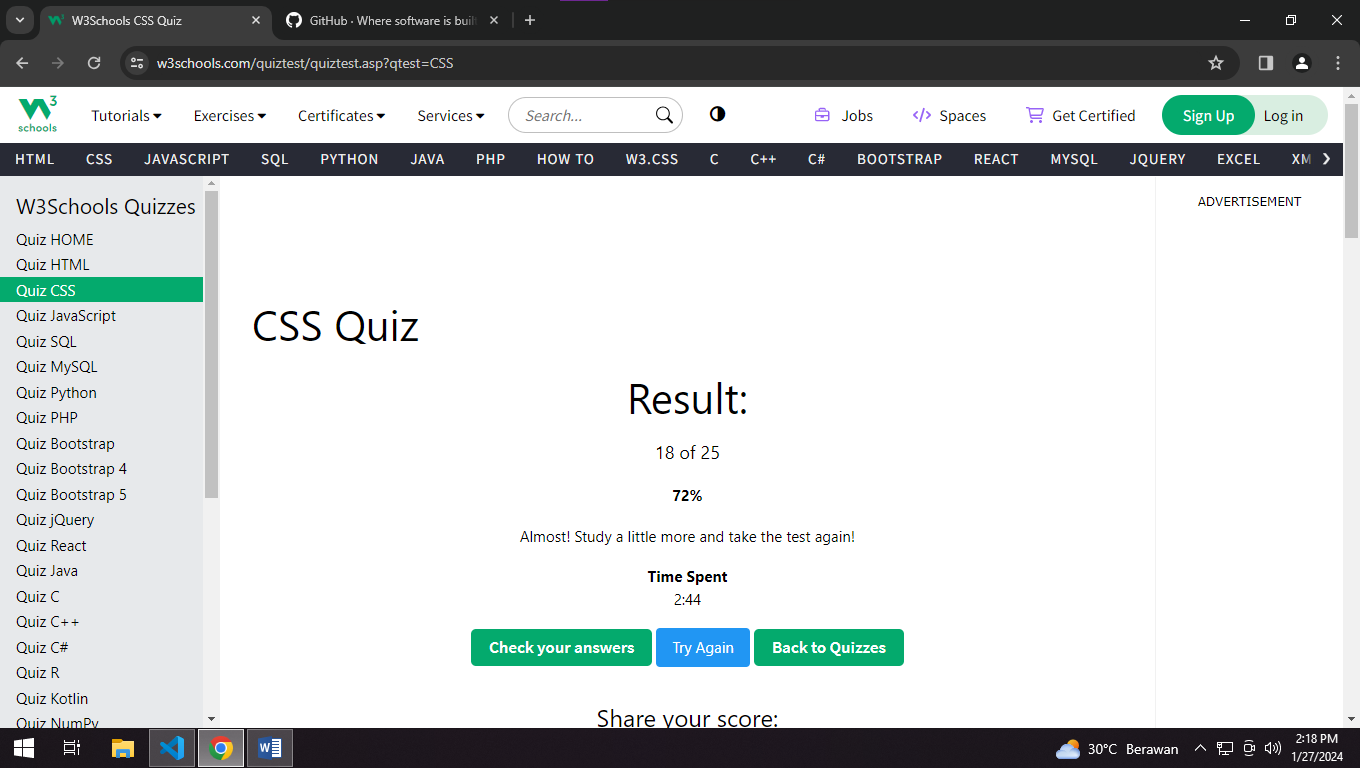 W3Schools CSS Quiz
GitHub · Where software is buil
w3schools.com/quiztest/quiztest.asp?qtest=CSS
W3 schools
Tutorials
Exercises
Certificates
Services
Search...
Jobs
Spaces
Get Certified
Sign Up
Log in
HTML CSS JAVASCRIPT SQL PYTHON JAVA PHP HOW TO W3.CSS C C++ C# BOOTSTRAP REACT MYSQL JQUERY EXCEL XM
W3Schools Quizzes
Quiz HOME
Quiz HTML
Quiz CSS
Quiz JavaScript
Quiz SQL
Quiz MySQL
Quiz Python
Quiz PHP
Quiz Bootstrap
Quiz Bootstrap 4
Quiz Bootstrap 5
Quiz jQuery
Quiz React
Quiz Java
Quiz C
Quiz C++
Quiz C#
Quiz R
Quiz Kotlin
Quiz NumPy
CSS Quiz
Result:
18 of 25
72%
Almost! Study a little more and take the test again!
Time Spent
2:44
Check your answers
Try Again
Back to Quizzes
Share your score:
ADVERTISEMENT
30°C Berawan
2:18 PM
1/27/2024